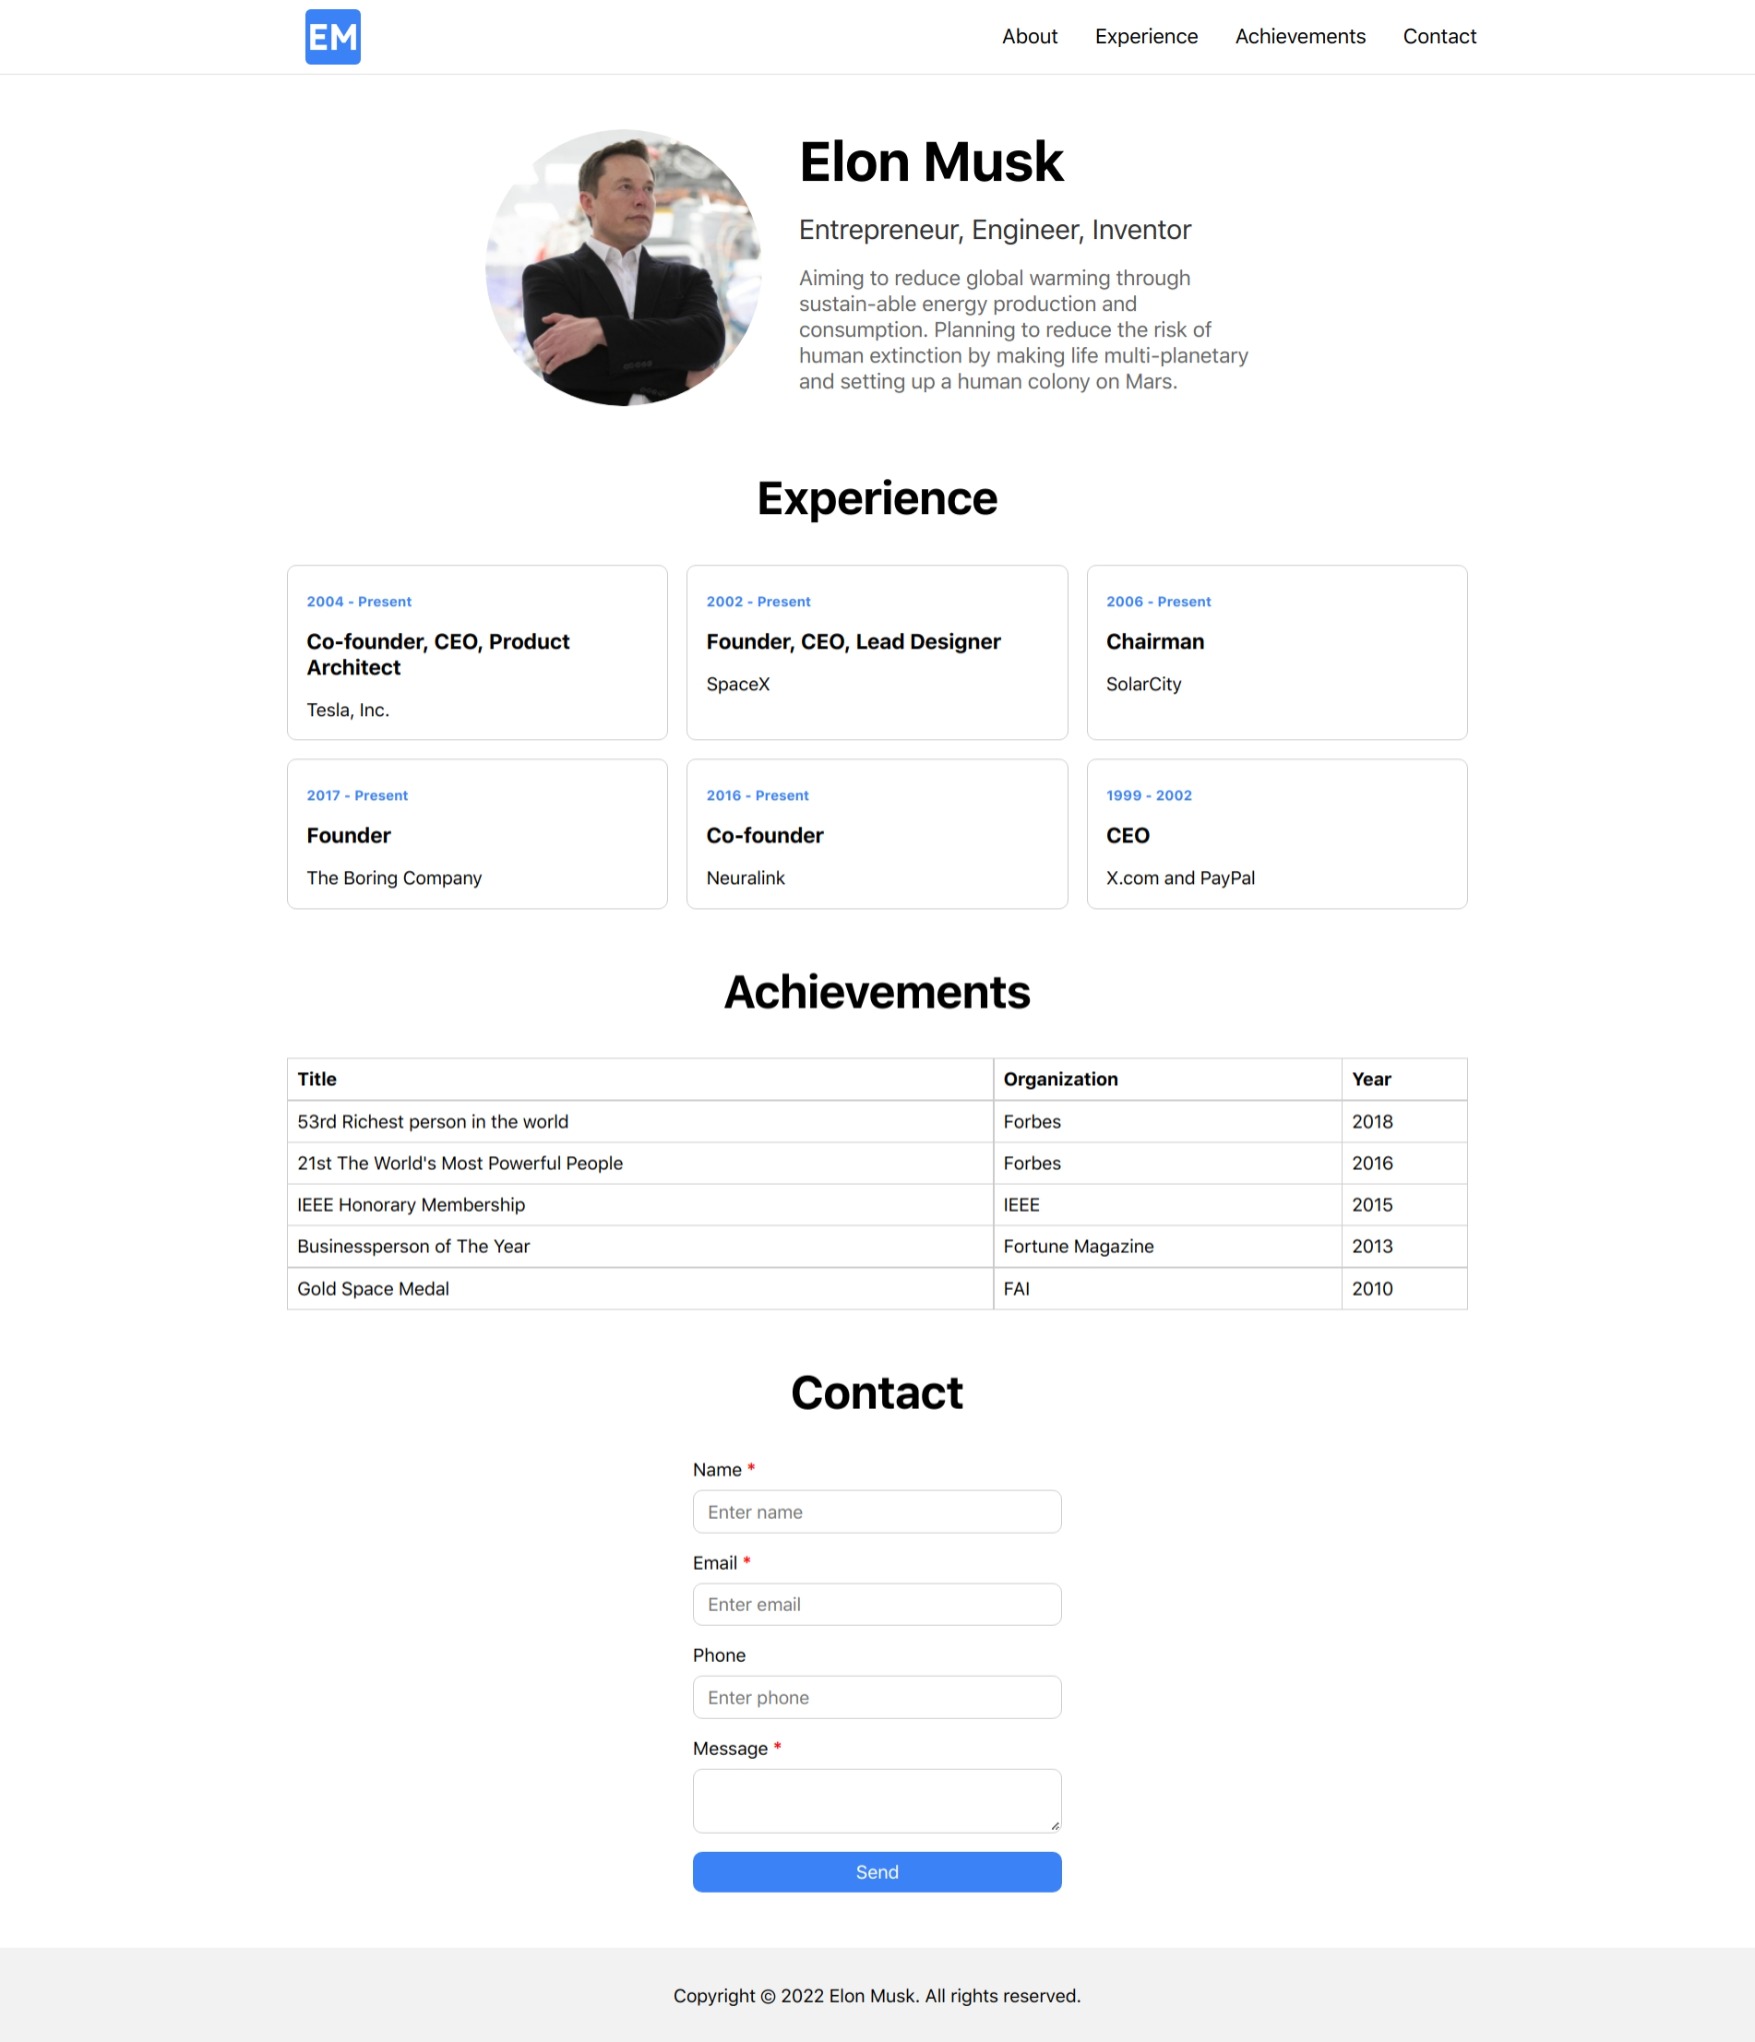 EM
About Experience Achievements Contact
Elon Musk
Entrepreneur, Engineer, Inventor
Aiming to reduce global warming through
sustain-able energy production and
consumption. Planning to reduce the risk of
human extinction by making life multi-planetary
and setting up a human colony on Mars.
Experience
2004 - Present
Co-founder, CEO, Product
Architect
Tesla, Inc.
2002 - Present
Founder, CEO, Lead Designer
SpaceX
2006 - Present
Chairman
SolarCity
2017 - Present
Founder
The Boring Company
2016 - Present
Co-founder
Neuralink
1999 - 2002
CEO
X.com and PayPal
Achievements
Title Organization Year
53rd Richest person in the world Forbes 2018
21st The World's Most Powerful People Forbes 2016
IEEE Honorary Membership IEEE 2015
Businessperson of The Year Fortune Magazine 2013
Gold Space Medal FAI 2010
Contact
Name *
Enter name
Email *
Enter email
Phone
Enter phone
Message *
Send
Copyright © 2022 Elon Musk. All rights reserved.